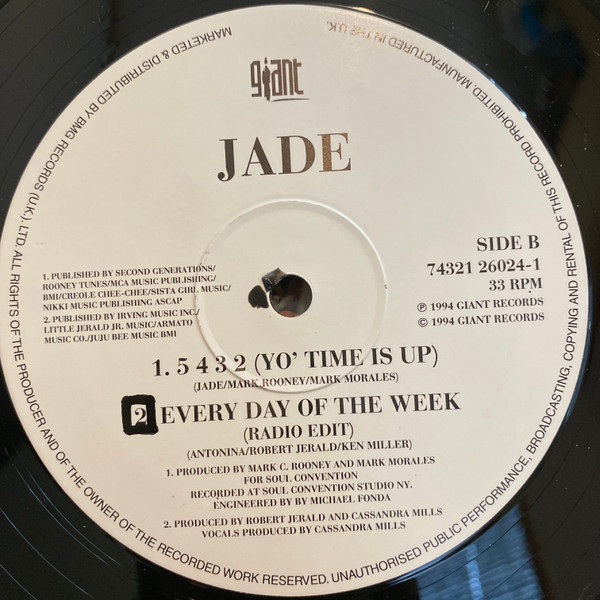 giant
JADE
SIDE B
74321 26024-1
33 RPM
℗ 1994 GIANT RECORDS
© 1994 GIANT RECORDS
1. PUBLISHED BY SECOND GENERATIONS/
ROONEY TUNES/MCA MUSIC PUBLISHING/
BMI/CREOLE CHEE-CHEE/SISTA GIRL MUSIC/
NIKKI MUSIC PUBLISHING ASCAP
2. PUBLISHED BY IRVING MUSIC INC./
LITTLE JERALD JR. MUSIC/ARMATO
MUSIC CO./JUJU BEE MUSIC BMI
1. 5 4 3 2 (YO' TIME IS UP)
(JADE/MARK ROONEY/MARK MORALES)
2 EVERY DAY OF THE WEEK
(RADIO EDIT)
(ANTONINA/ROBERT JERALD/KEN MILLER)
1. PRODUCED BY MARK C. ROONEY AND MARK MORALES
FOR SOUL CONVENTION
RECORDED AT SOUL CONVENTION STUDIO NY.
ENGINEERED BY BY MICHAEL FONDA
2. PRODUCED BY ROBERT JERALD AND CASSANDRA MILLS
VOCALS PRODUCED BY CASSANDRA MILLS
MARKETED & DISTRIBUTED BY BMG RECORDS (U.K.), LTD. ALL RIGHTS OF THE PRODUCER AND OF THE OWNER OF THE RECORDED WORK RESERVED. UNAUTHORISED PUBLIC PERFORMANCE, BROADCASTING, COPYING AND RENTAL OF THIS RECORD PROHIBITED MAUNFACTURED IN THE U.K.